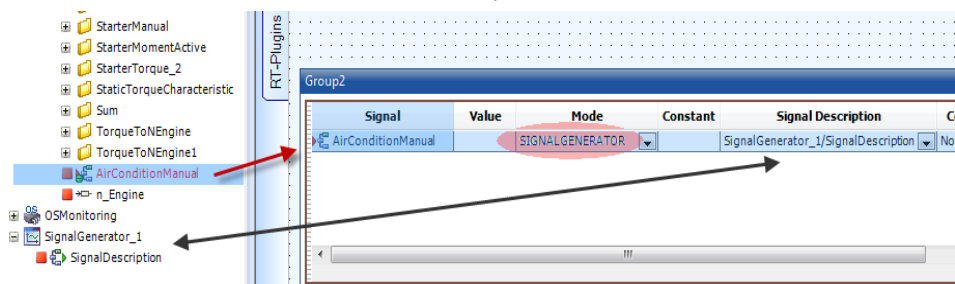 StarterManual
StarterMomentActive
StarterTorque_2
StaticTorqueCharacteristic
Sum
TorqueToNEngine
TorqueToNEngine1
AirConditionManual
n_Engine
OS
OSMonitoring
SignalGenerator_1
SignalDescription
RT-Plugins
Group2
Signal Value Mode Constant Signal Description
AirConditionManual SIGNALGENERATOR SignalGenerator_1/SignalDescription No